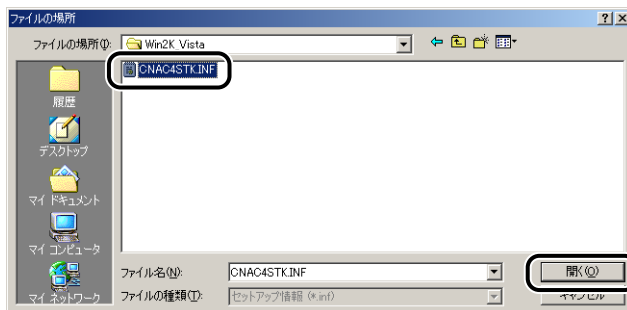 ファイルの場所
ファイルの場所(I):
Win2K_Vista
CNAC4STK.INF
履歴
デスクトップ
マイ ドキュメント
マイ コンピュータ
マイ ネットワーク
ファイル名(N):
CNAC4STK.INF
開く(O)
ファイルの種類(T):
セットアップ情報 (*.inf)
キャンセル